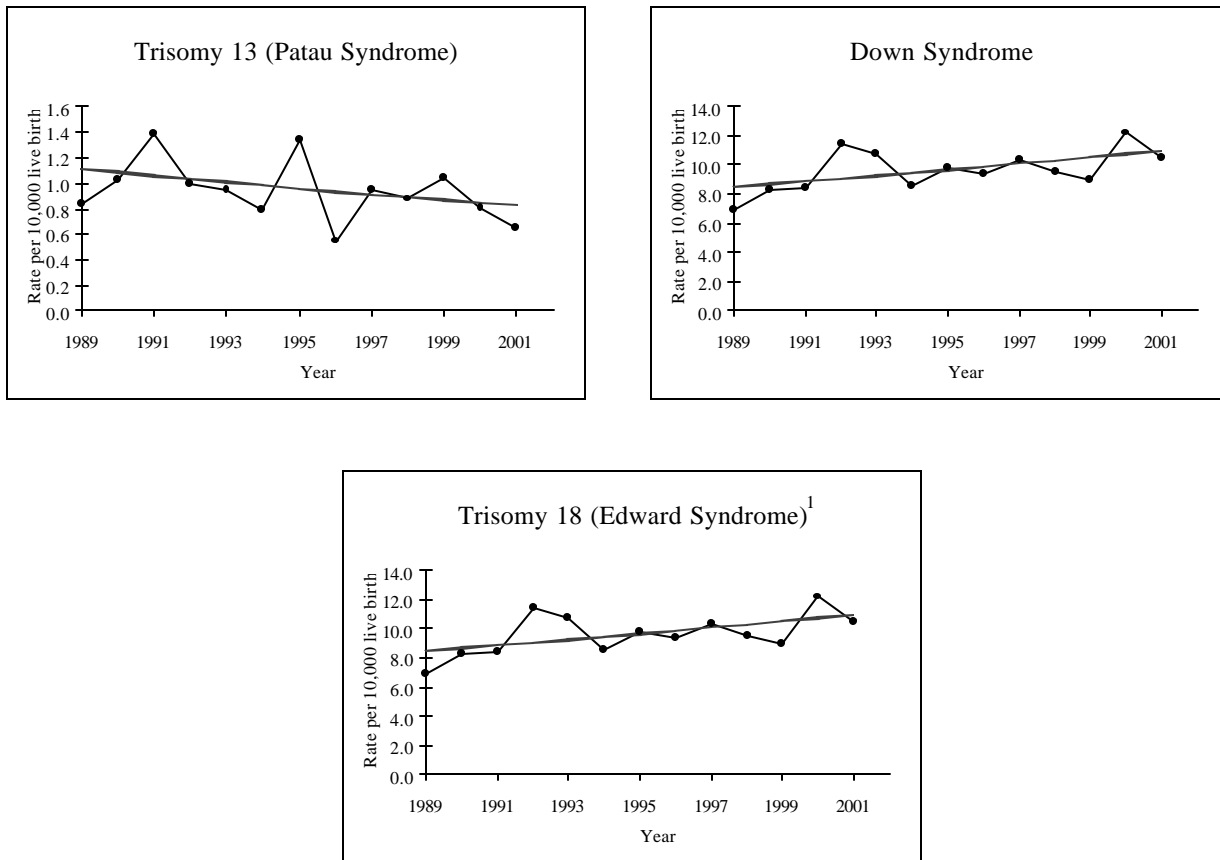 Trisomy 13 (Patau Syndrome)
Rate per 10,000 live birth
1.6
1.4
1.2
1.0
0.8
0.6
0.4
0.2
0.0
1989 1991 1993 1995 1997 1999 2001
Year
Down Syndrome
Rate per 10,000 live birth
14.0
12.0
10.0
8.0
6.0
4.0
2.0
0.0
1989 1991 1993 1995 1997 1999 2001
Year
Trisomy 18 (Edward Syndrome)1
Rate per 10,000 live birth
14.0
12.0
10.0
8.0
6.0
4.0
2.0
0.0
1989 1991 1993 1995 1997 1999 2001
Year